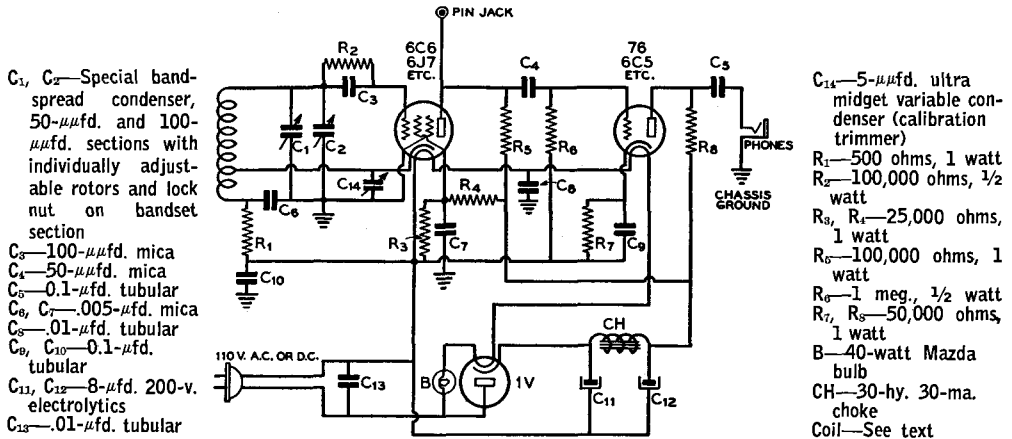 PIN JACK
6C6
6J7
ETC.
76
6C5
ETC.
R₂
C₃
C₁
C₂
C₁₄
C₆
R₁
C₁₀
R₃
R₄
C₇
C₄
R₅
R₆
C₈
R₇
C₉
C₅
R₈
PHONES
CHASSIS
GROUND
CH
110 V. A.C. OR D.C.
C₁₃
B
1V
C₁₁
C₁₂
C₁, C₂—Special band-
spread condenser,
50-μμfd. and 100-
μμfd. sections with
individually adjust-
able rotors and lock
nut on bandset
section
C₃—100-μμfd. mica
C₄—50-μμfd. mica
C₅—0.1-μfd. tubular
C₆, C₇—.005-μfd. mica
C₈—.01-μfd. tubular
C₉, C₁₀—0.1-μfd.
tubular
C₁₁, C₁₂—8-μfd. 200-v.
electrolytics
C₁₃—.01-μfd. tubular
C₁₄—5-μμfd. ultra
midget variable con-
denser (calibration
trimmer)
R₁—500 ohms, 1 watt
R₂—100,000 ohms, ½
watt
R₃, R₄—25,000 ohms,
1 watt
R₅—100,000 ohms, 1
watt
R₆—1 meg., ½ watt
R₇, R₈—50,000 ohms,
1 watt
B—40-watt Mazda
bulb
CH—30-hy. 30-ma.
choke
Coil—See text